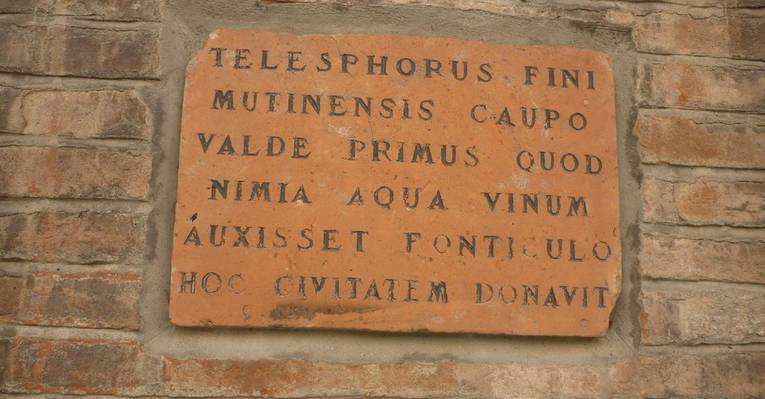 TELESPHORUS FINI
MUTINENSIS CAUPO
VALDE PRIMUS QUOD
NIMIA AQUA VINUM
AUXISSET FONTICULO
HOC CIVITATEM DONAVIT